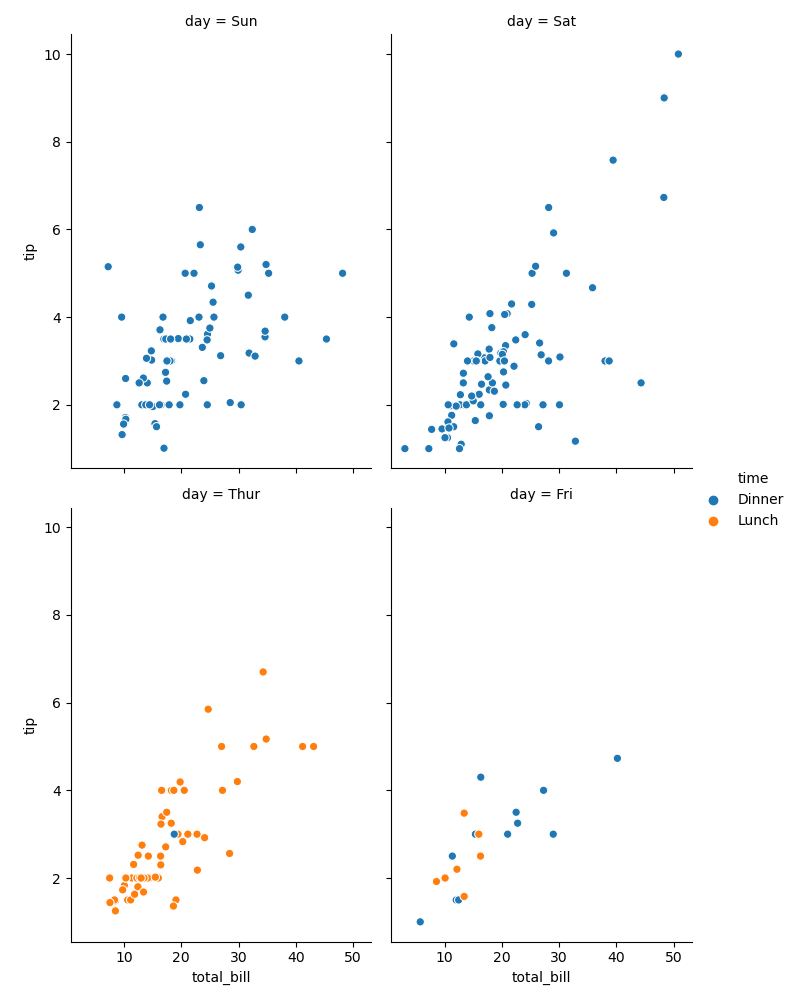 day = Sun
day = Sat
10
8
6
4
2
tip
day = Thur
day = Fri
time
Dinner
Lunch
10
8
6
4
2
tip
10 20 30 40 50
10 20 30 40 50
total_bill
total_bill